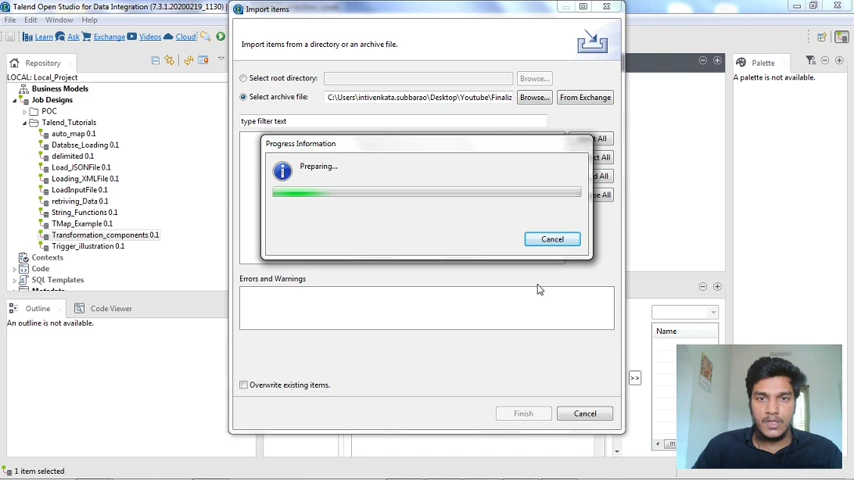 Talend Open Studio for Data Integration (7.3.1.20200219_1130) | Local_Proje
Import items
File Edit Window Help
Learn Ask Exchange Videos Cloud
Import items from a directory or an archive file.
Repository
LOCAL: Local_Project
Business Models
Job Designs
POC
Talend_Tutorials
auto_map 0.1
Databse_Loading 0.1
delimited 0.1
Load_JSONFile 0.1
Loading_XMLFile 0.1
LoadInputFile 0.1
retriving_Data 0.1
String_Functions 0.1
TMap_Example 0.1
Transformation_components 0.1
Trigger_illustration 0.1
Contexts
Code
SQL Templates
Select root directory:
Browse...
Select archive file:
C:\Users\intivenkata.subbarao\Desktop\Youtube\Finaliz
Browse...
From Exchange
type filter text
Progress Information
Preparing...
Cancel
Errors and Warnings
Overwrite existing items.
Finish
Cancel
Palette
A palette is not available.
Outline
Code Viewer
An outline is not available.
Name
>>
1 item selected